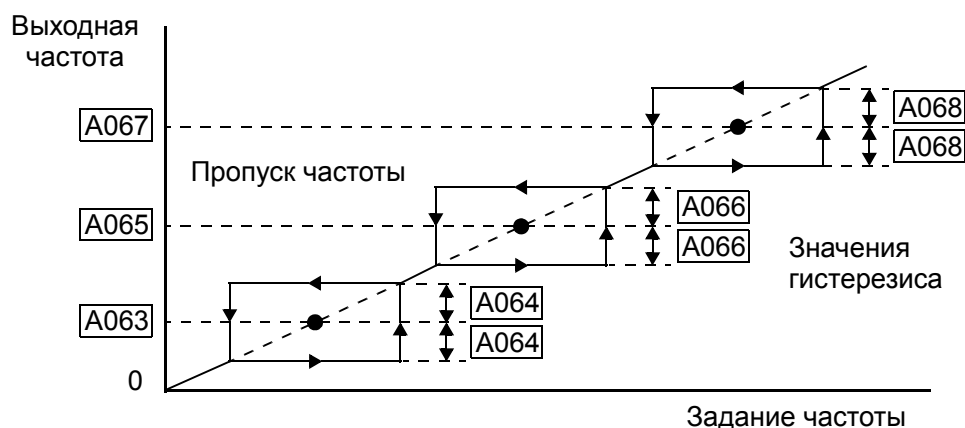 Выходная
частота
A067
A068
A068
Пропуск частоты
A065
A066
A066
Значения
гистерезиса
A063
A064
A064
0
Задание частоты